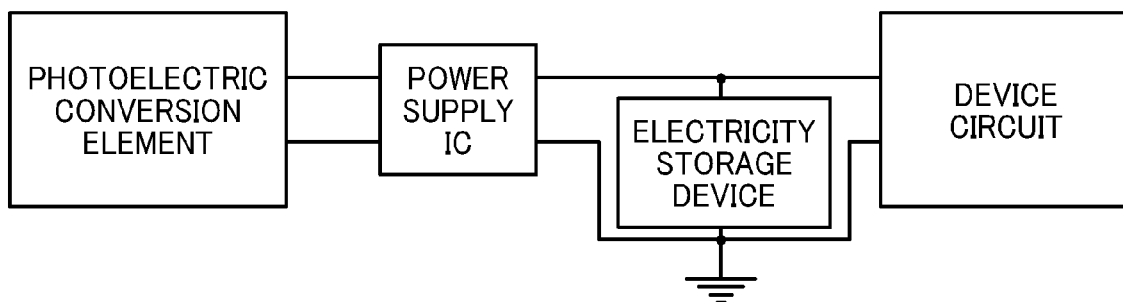 PHOTOELECTRIC
CONVERSION
ELEMENT
POWER
SUPPLY
IC
ELECTRICITY
STORAGE
DEVICE
DEVICE
CIRCUIT